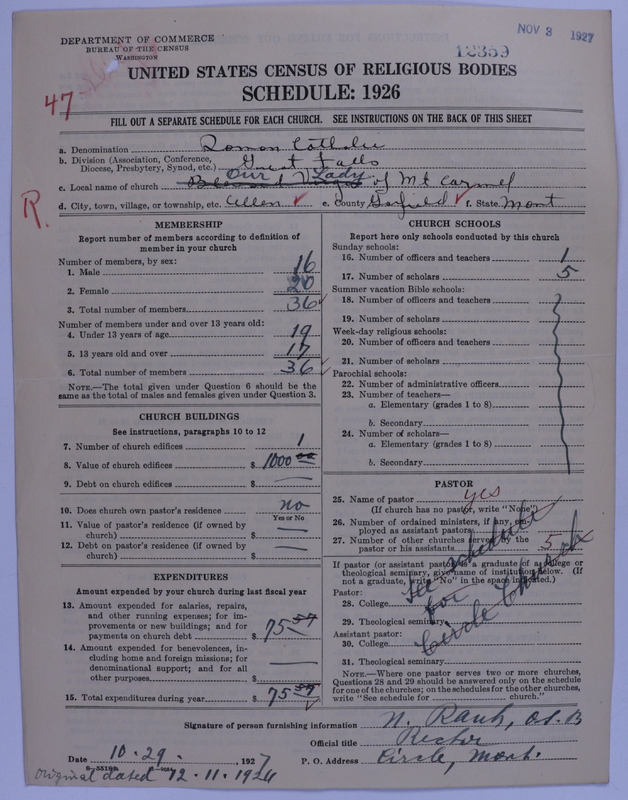 NOV 3 1927
DEPARTMENT OF COMMERCE
BUREAU OF THE CENSUS
WASHINGTON
12359
UNITED STATES CENSUS OF RELIGIOUS BODIES
47
SCHEDULE: 1926
FILL OUT A SEPARATE SCHEDULE FOR EACH CHURCH. SEE INSTRUCTIONS ON THE BACK OF THIS SHEET
a. Denomination Roman Catholic
b. Division (Association, Conference, Diocese, Presbytery, Synod, etc.) Great Falls
Our Lady
c. Local name of church Blessed Virgin of Mt Carmel
R.
d. City, town, village, or township, etc. Allen e. County Garfield f. State Mont
MEMBERSHIP
Report number of members according to definition of member in your church
Number of members, by sex:
1. Male 16
2. Female 20
3. Total number of members 36
Number of members under and over 13 years old:
4. Under 13 years of age 19
5. 13 years old and over 17
6. Total number of members 36
NOTE.—The total given under Question 6 should be the same as the total of males and females given under Question 3.
CHURCH BUILDINGS
See instructions, paragraphs 10 to 12
7. Number of church edifices 1
8. Value of church edifices $ 1000 00
9. Debt on church edifices $ —
10. Does church own pastor's residence no
Yes or No
11. Value of pastor's residence (if owned by church) $ —
12. Debt on pastor's residence (if owned by church) $ —
EXPENDITURES
Amount expended by your church during last fiscal year
13. Amount expended for salaries, repairs, and other running expenses; for improvements or new buildings; and for payments on church debt $ 75
14. Amount expended for benevolences, including home and foreign missions; for denominational support; and for all other purposes $ —
15. Total expenditures during year $ 75
CHURCH SCHOOLS
Report here only schools conducted by this church
Sunday schools:
16. Number of officers and teachers 1
17. Number of scholars 5
Summer vacation Bible schools:
18. Number of officers and teachers
19. Number of scholars
Week-day religious schools:
20. Number of officers and teachers
21. Number of scholars
Parochial schools:
22. Number of administrative officers
23. Number of teachers—
a. Elementary (grades 1 to 8)
b. Secondary
24. Number of scholars—
a. Elementary (grades 1 to 8)
b. Secondary
PASTOR
25. Name of pastor yes
(If church has no pastor, write "None")
26. Number of ordained ministers, if any, employed as assistant pastors
27. Number of other churches served by the pastor or his assistants 5
If pastor (or assistant pastor) is a graduate of a college or theological seminary, give name of institution below. (If not a graduate, write "No" in the space indicated.)
See schedule
for
Circle Church
Pastor:
28. College
29. Theological seminary
Assistant pastor:
30. College
31. Theological seminary
NOTE.—Where one pastor serves two or more churches, Questions 28 and 29 should be answered only on the schedule for one of the churches; on the schedules for the other churches, write "See schedule for church."
Signature of person furnishing information N. Rauh, O.S.B
Official title Rector
Date 10-29- 1927 P. O. Address Circle, Mont.
original dated 12-11-1926